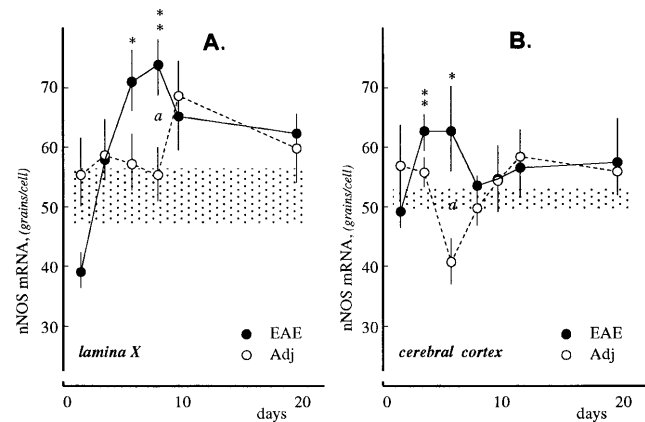 A.
B.
*
*
*
*
*
*
70
60
50
40
30
nNOS mRNA, (grains/cell)
a
EAE
Adj
lamina X
0
10
20
days
70
60
50
40
30
nNOS mRNA, (grains/cell)
a
EAE
Adj
cerebral cortex
0
10
20
days